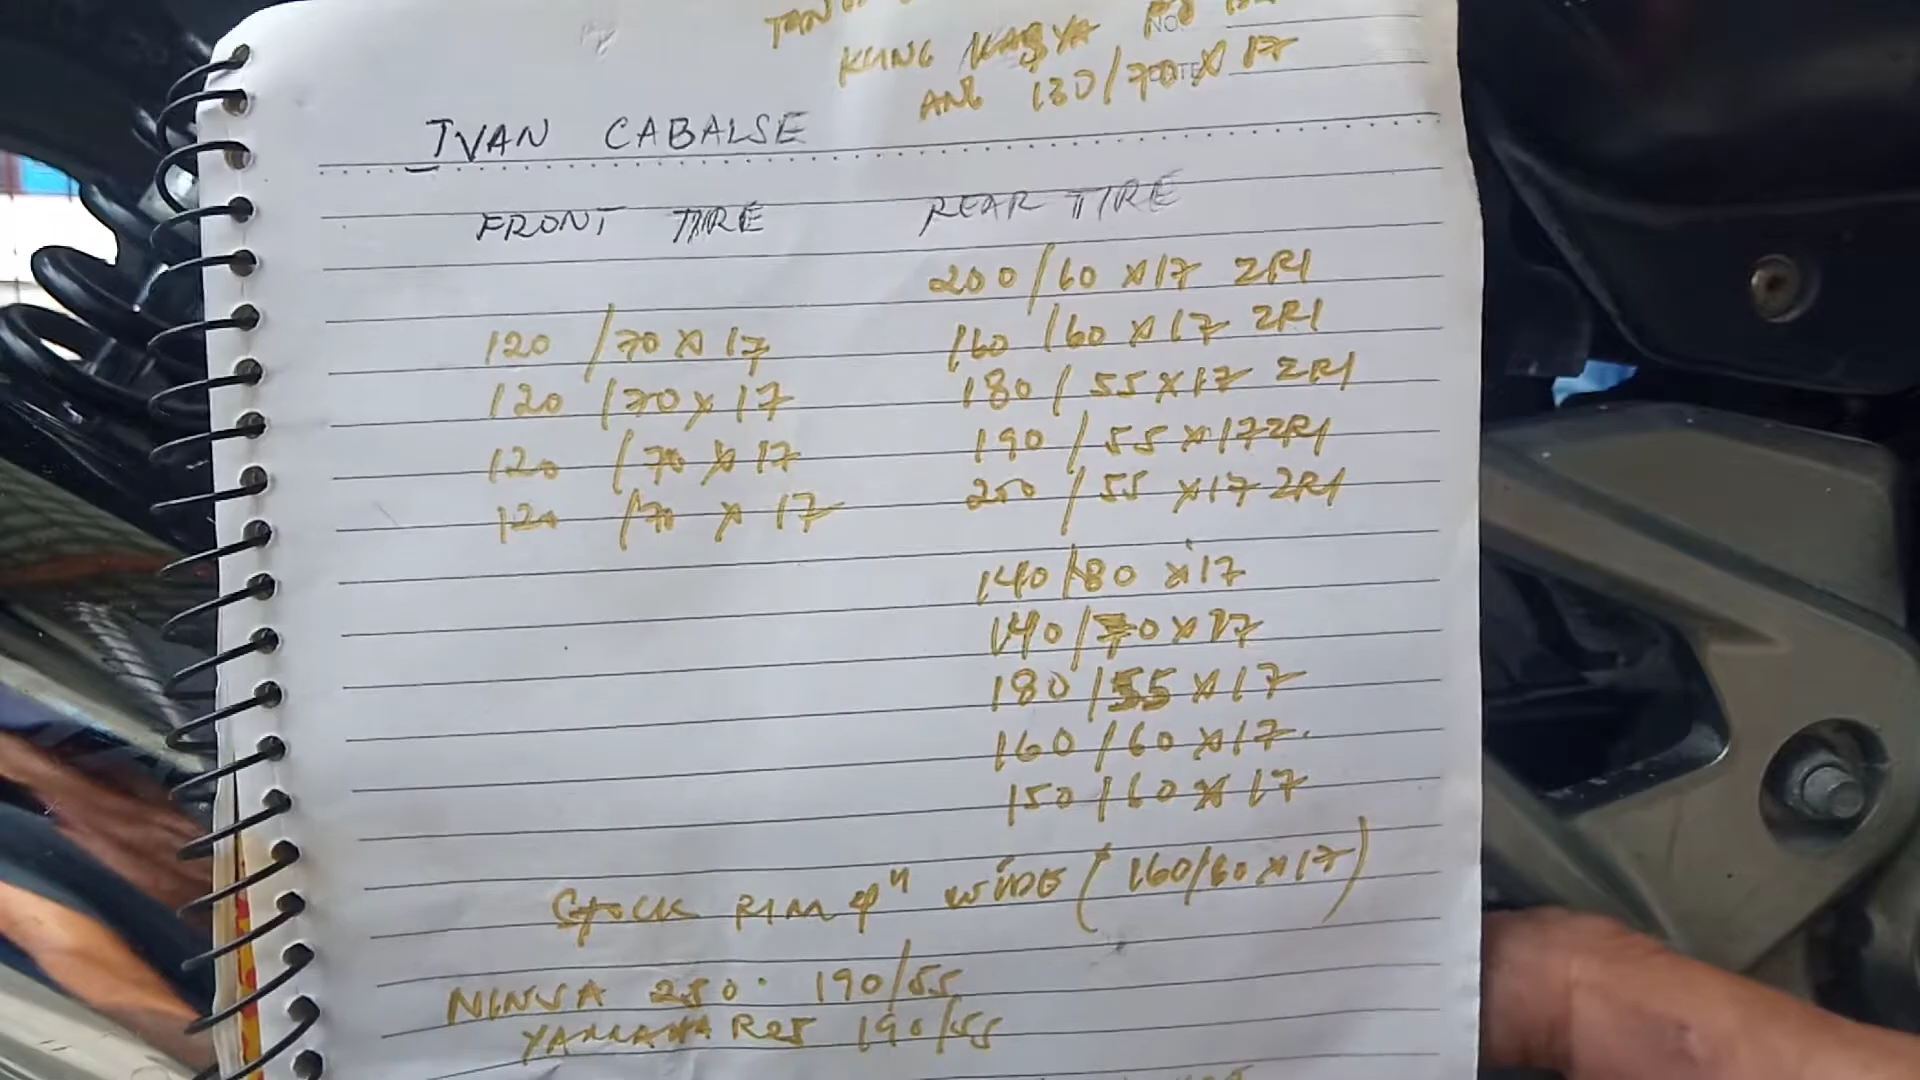 KUNG KASYA
NO
ANG 130/70 X 17
IVAN CABALSE
FRONT TIRE REAR TIRE
200/60 X 17 ZR1
120 /70 X 17 160/60 X 17 ZR1
120 /70 X 17 180/55 X 17 ZR1
120 /70 X 17 190/55 X 17 ZR1
120 /70 X 17 200/55 X 17 ZR1
140/80 X 17
140/70 X 17
180/55 X 17
160/60 X 17.
150/60 X 17
STOCK RIM 4" WIDE (160/60 X 17)
NINJA 250. 190/55
YAMAHA R25 190/55